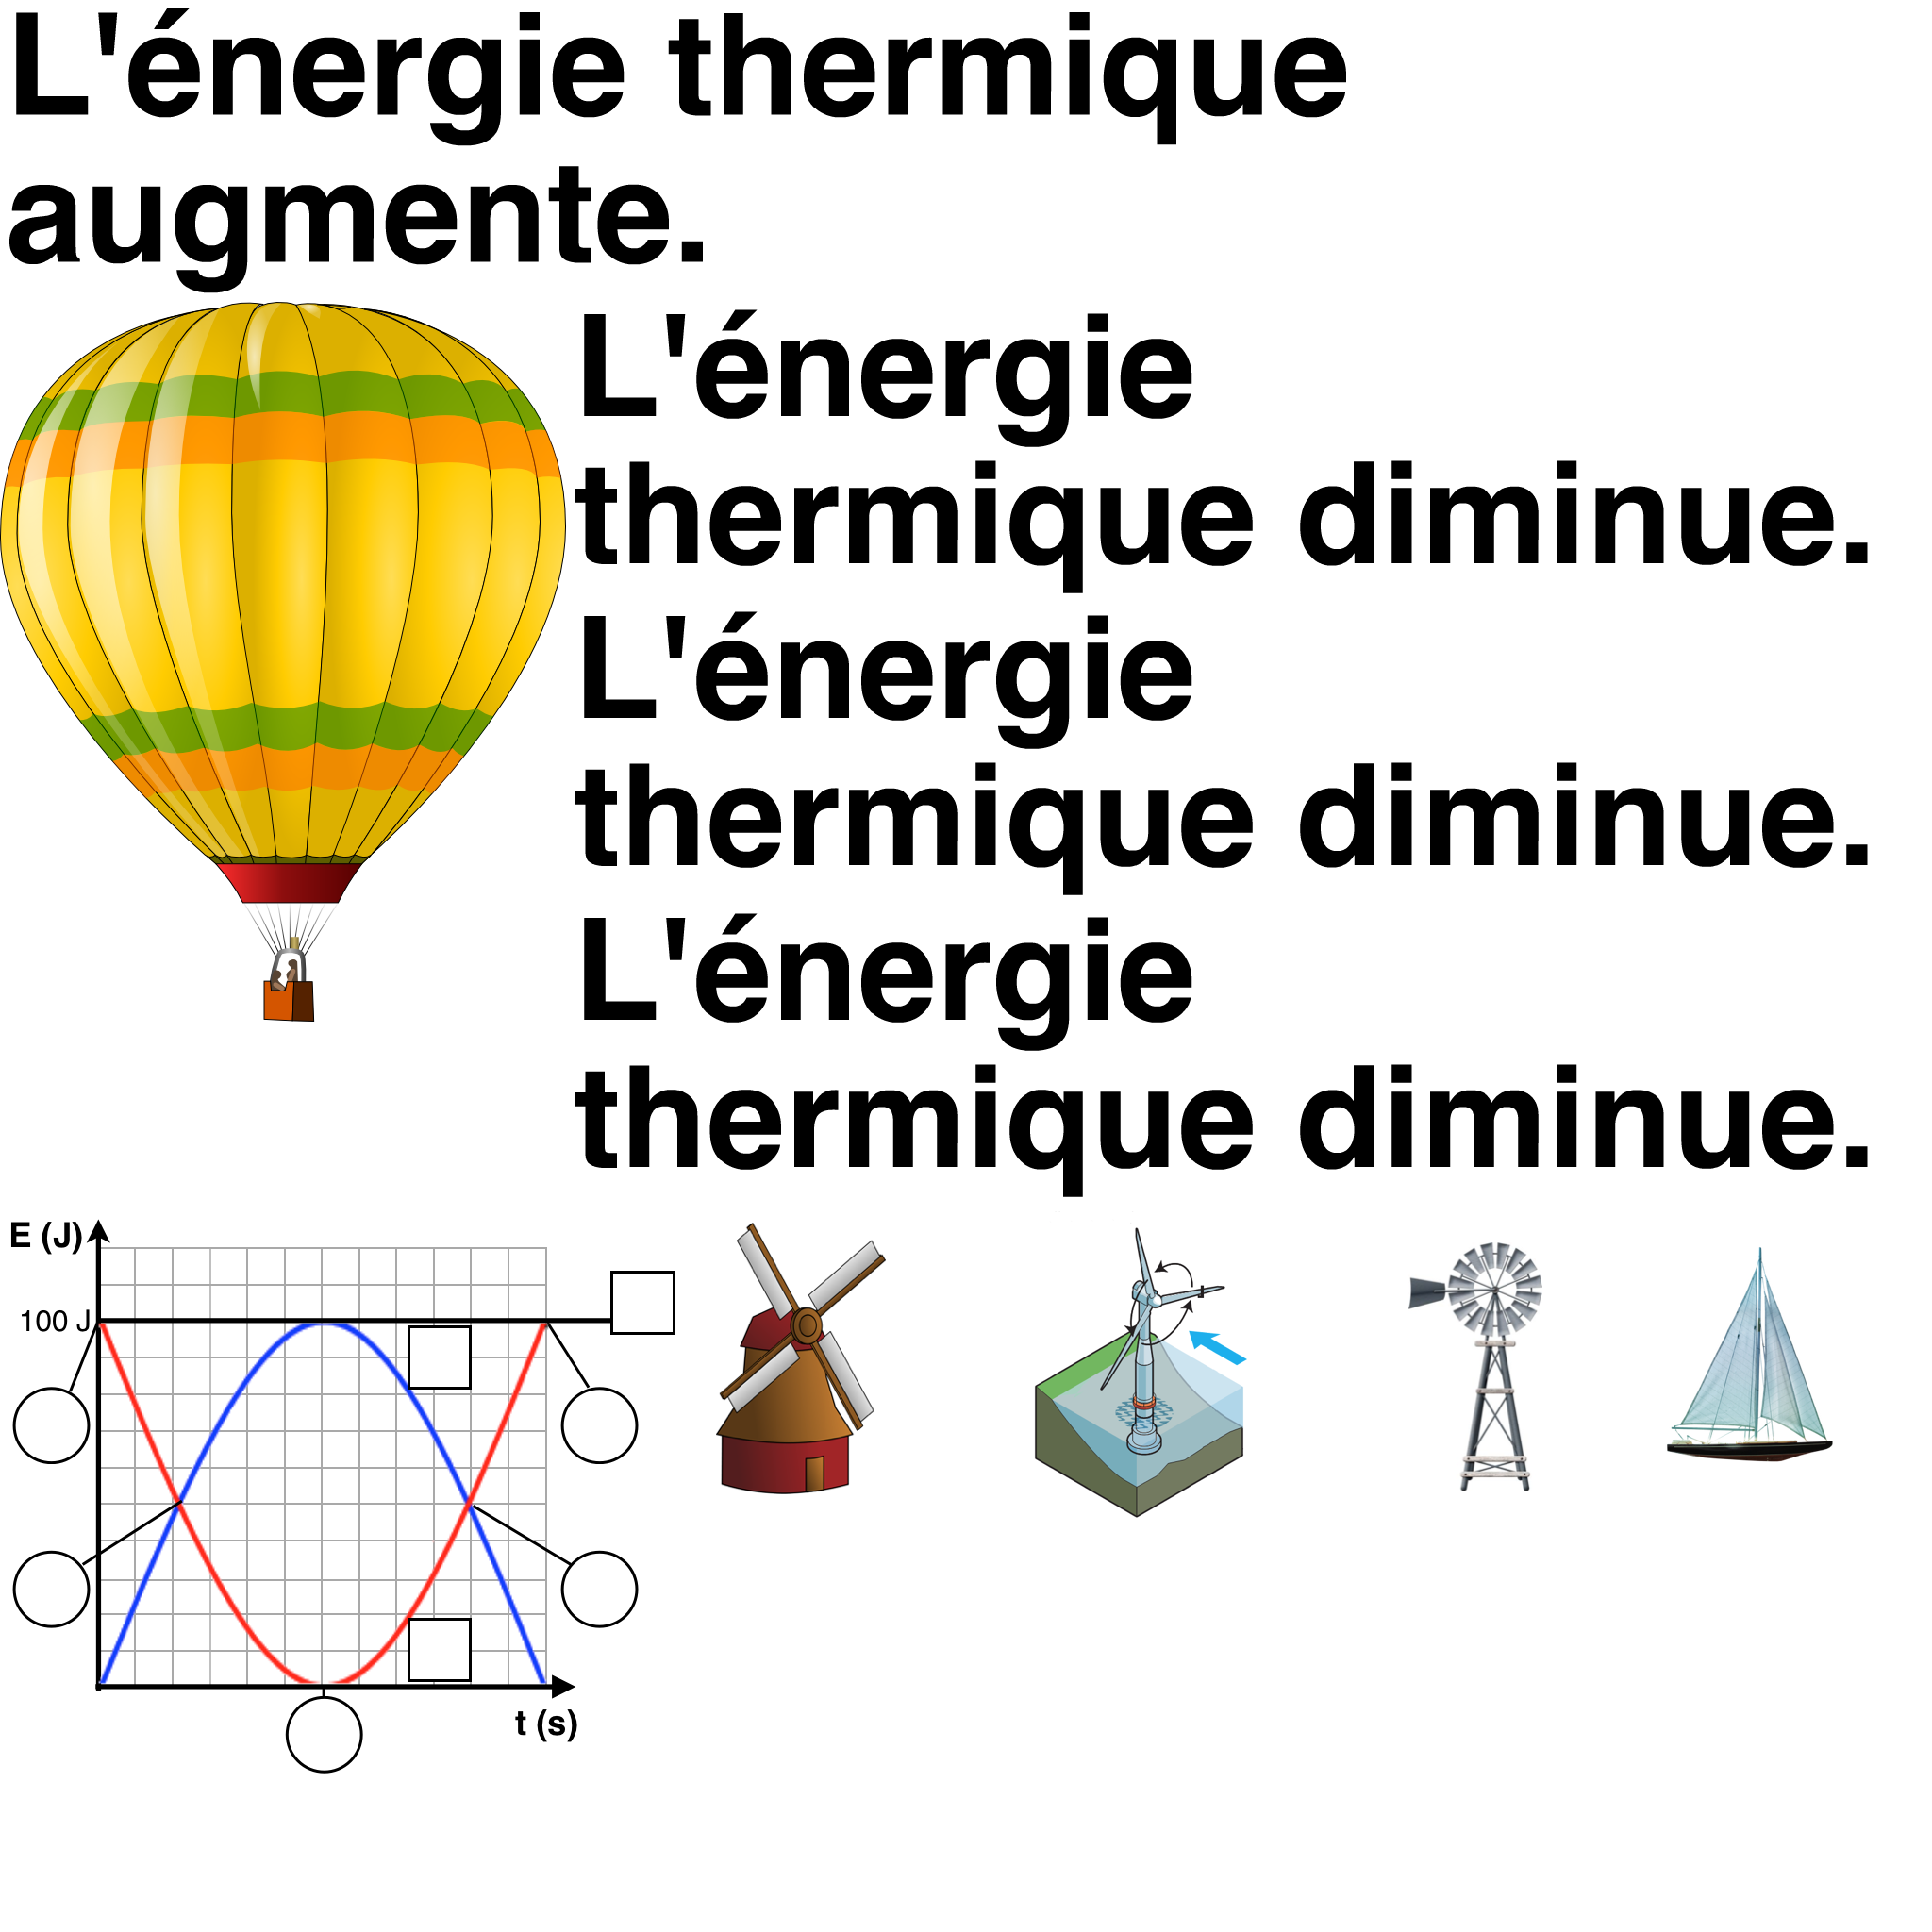 L'énergie thermique
augmente.
L'énergie
thermique diminue.
L'énergie
thermique diminue.
L'énergie
thermique diminue.
E (J)
100 J
t (s)